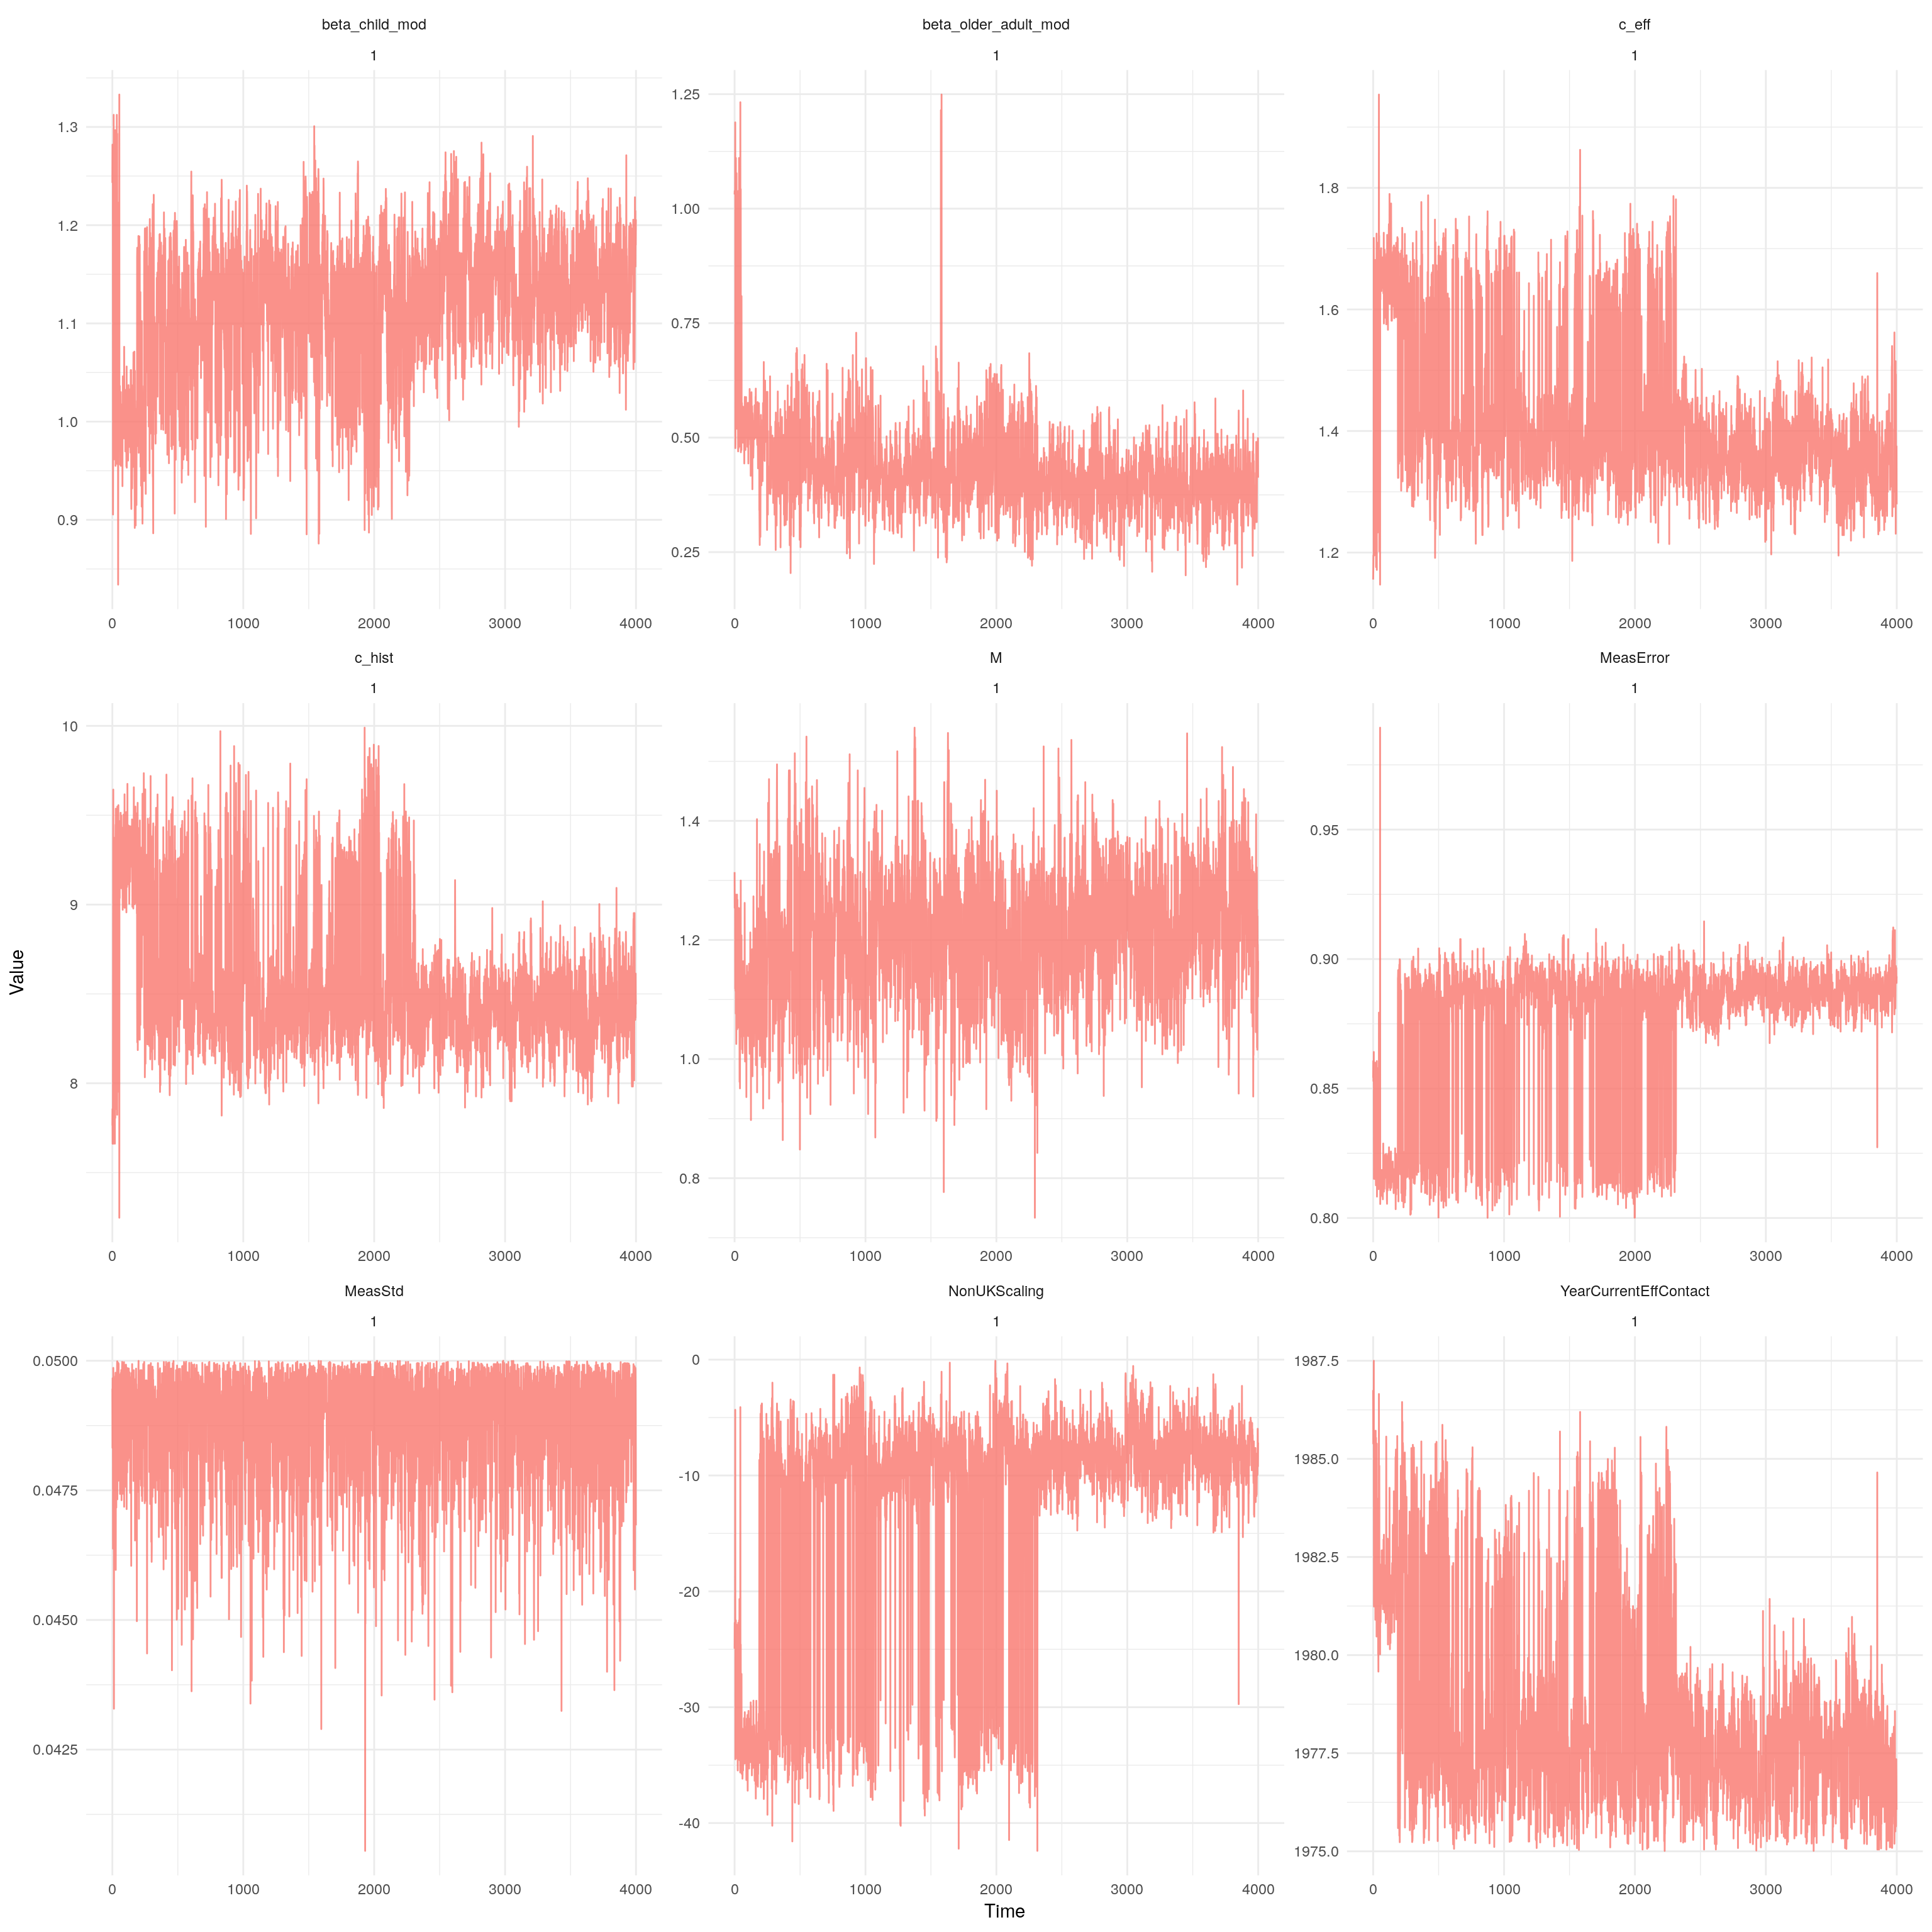 beta_child_mod
1
beta_older_adult_mod
1
c_eff
1
1.3
1.2
1.1
1.0
0.9
0 1000 2000 3000 4000
1.25
1.00
0.75
0.50
0.25
0 1000 2000 3000 4000
1.8
1.6
1.4
1.2
0 1000 2000 3000 4000
c_hist
1
M
1
MeasError
1
Value
10
9
8
0 1000 2000 3000 4000
1.4
1.2
1.0
0.8
0 1000 2000 3000 4000
0.95
0.90
0.85
0.80
0 1000 2000 3000 4000
MeasStd
1
NonUKScaling
1
YearCurrentEffContact
1
0.0500
0.0475
0.0450
0.0425
0 1000 2000 3000 4000
0
-10
-20
-30
-40
0 1000 2000 3000 4000
1987.5
1985.0
1982.5
1980.0
1977.5
1975.0
0 1000 2000 3000 4000
Time